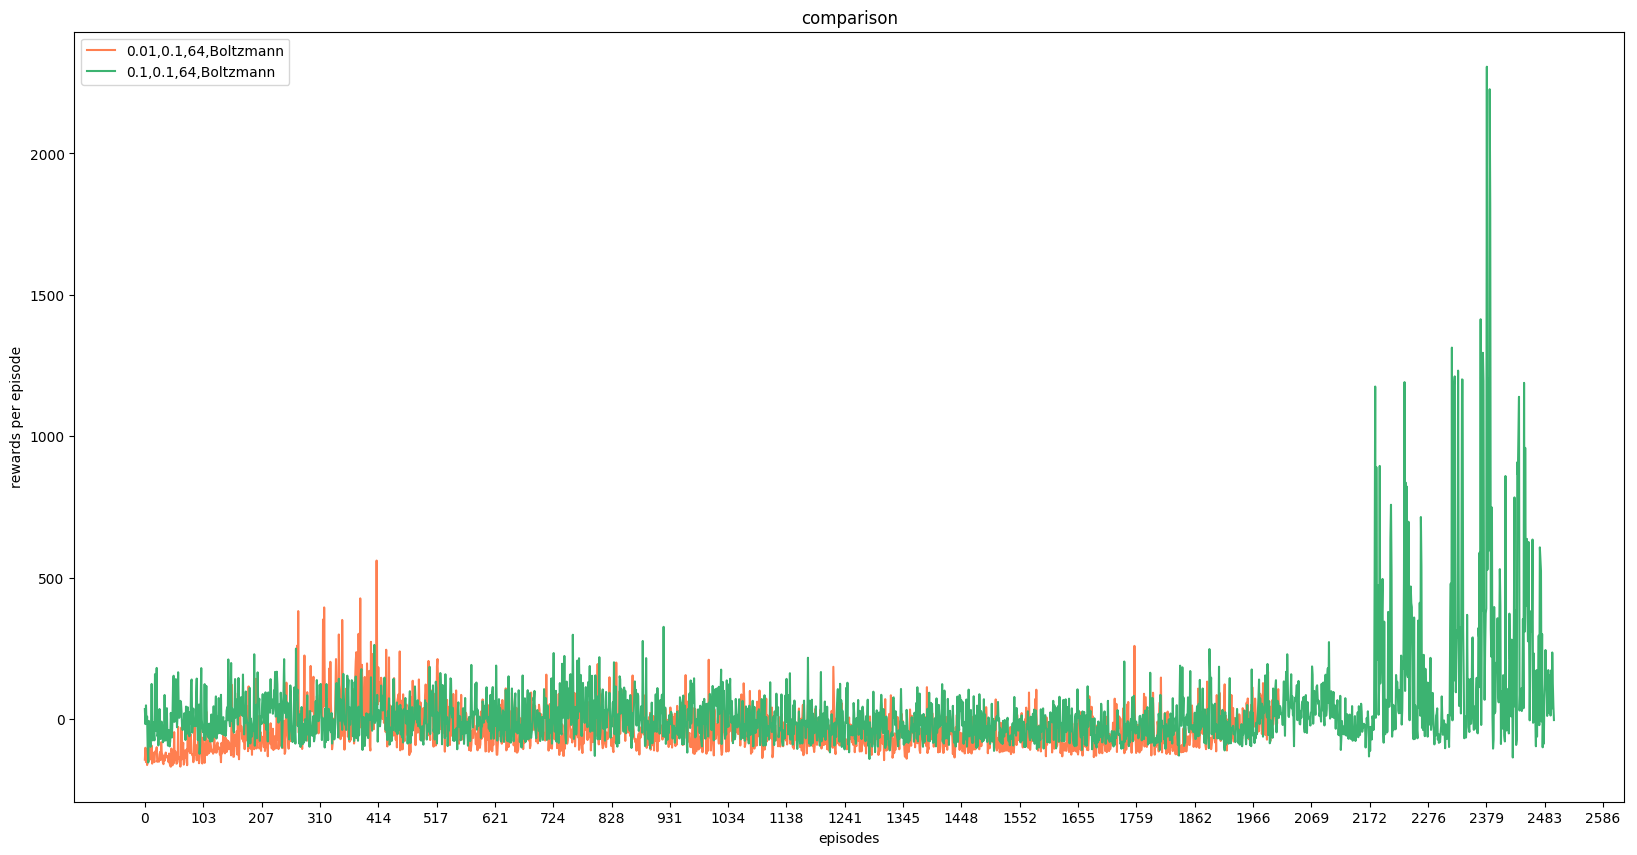 comparison
0.01,0.1,64,Boltzmann
0.1,0.1,64,Boltzmann
rewards per episode
2000
1500
1000
500
0
0 103 207 310 414 517 621 724 828 931 1034 1138 1241 1345 1448 1552 1655 1759 1862 1966 2069 2172 2276 2379 2483 2586
episodes